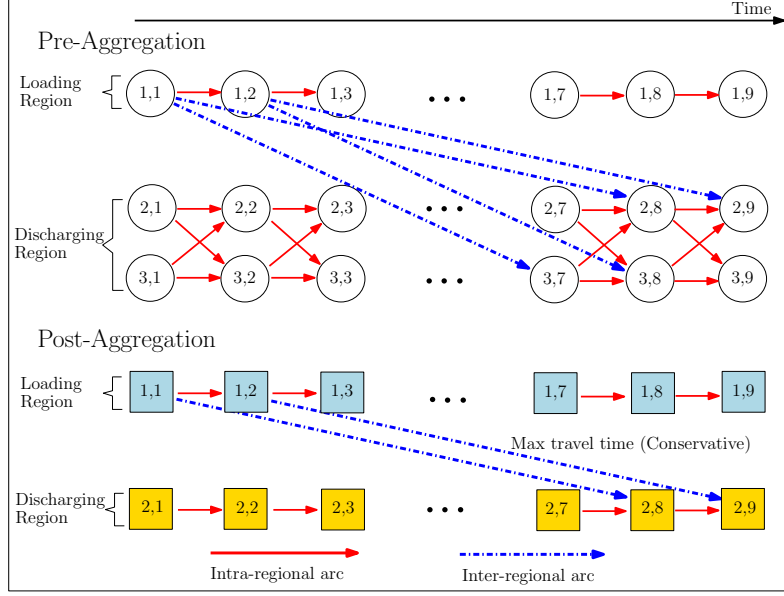 Time
Pre-Aggregation
Loading
Region
1,1 1,2 1,3 ... 1,7 1,8 1,9
Discharging
Region
2,1 2,2 2,3 ... 2,7 2,8 2,9
3,1 3,2 3,3 ... 3,7 3,8 3,9
Post-Aggregation
Loading
Region
1,1 1,2 1,3 ... 1,7 1,8 1,9
Max travel time (Conservative)
Discharging
Region
2,1 2,2 2,3 ... 2,7 2,8 2,9
Intra-regional arc
Inter-regional arc